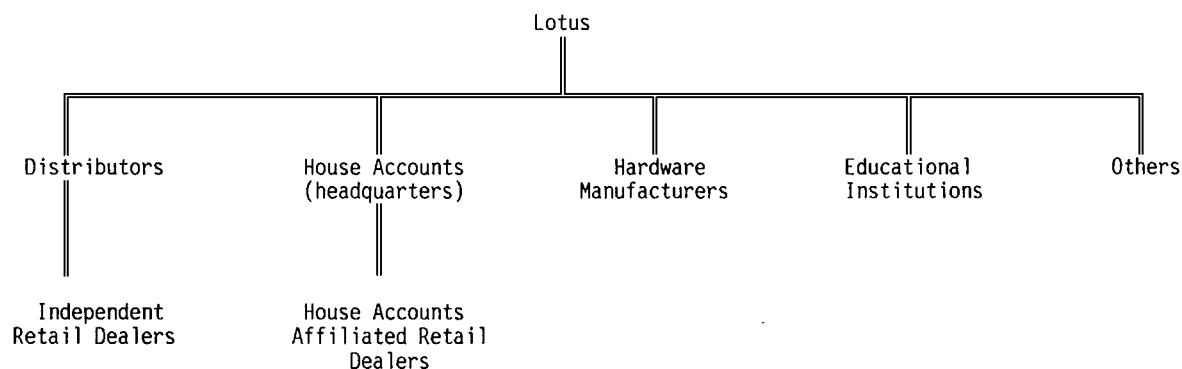 Lotus
Distributors
House Accounts
(headquarters)
Hardware
Manufacturers
Educational
Institutions
Others
Independent
Retail Dealers
House Accounts
Affiliated Retail
Dealers